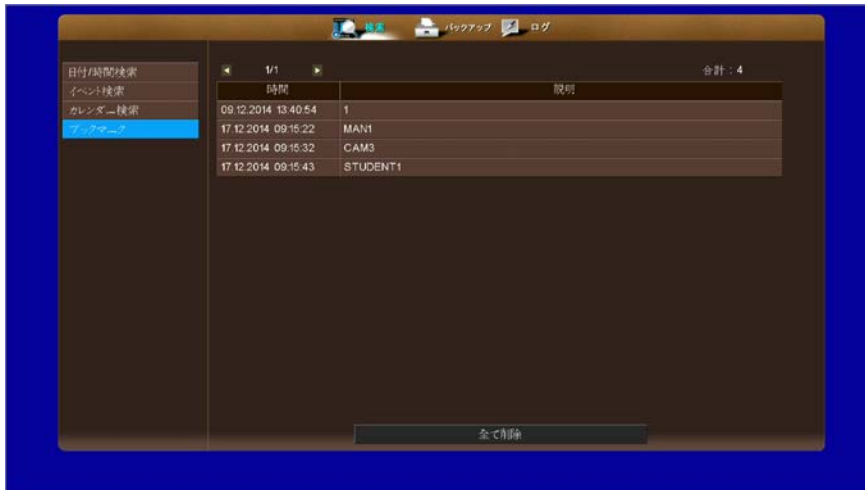 検索 バックアップ ログ
日付/時間検索
イベント検索
カレンダー検索
ブックマーク
1/1 合計：4
時間 説明
09.12.2014 13:40:54 1
17.12.2014 09:15:22 MAN1
17.12.2014 09:15:32 CAM3
17.12.2014 09:15:43 STUDENT1
全て削除